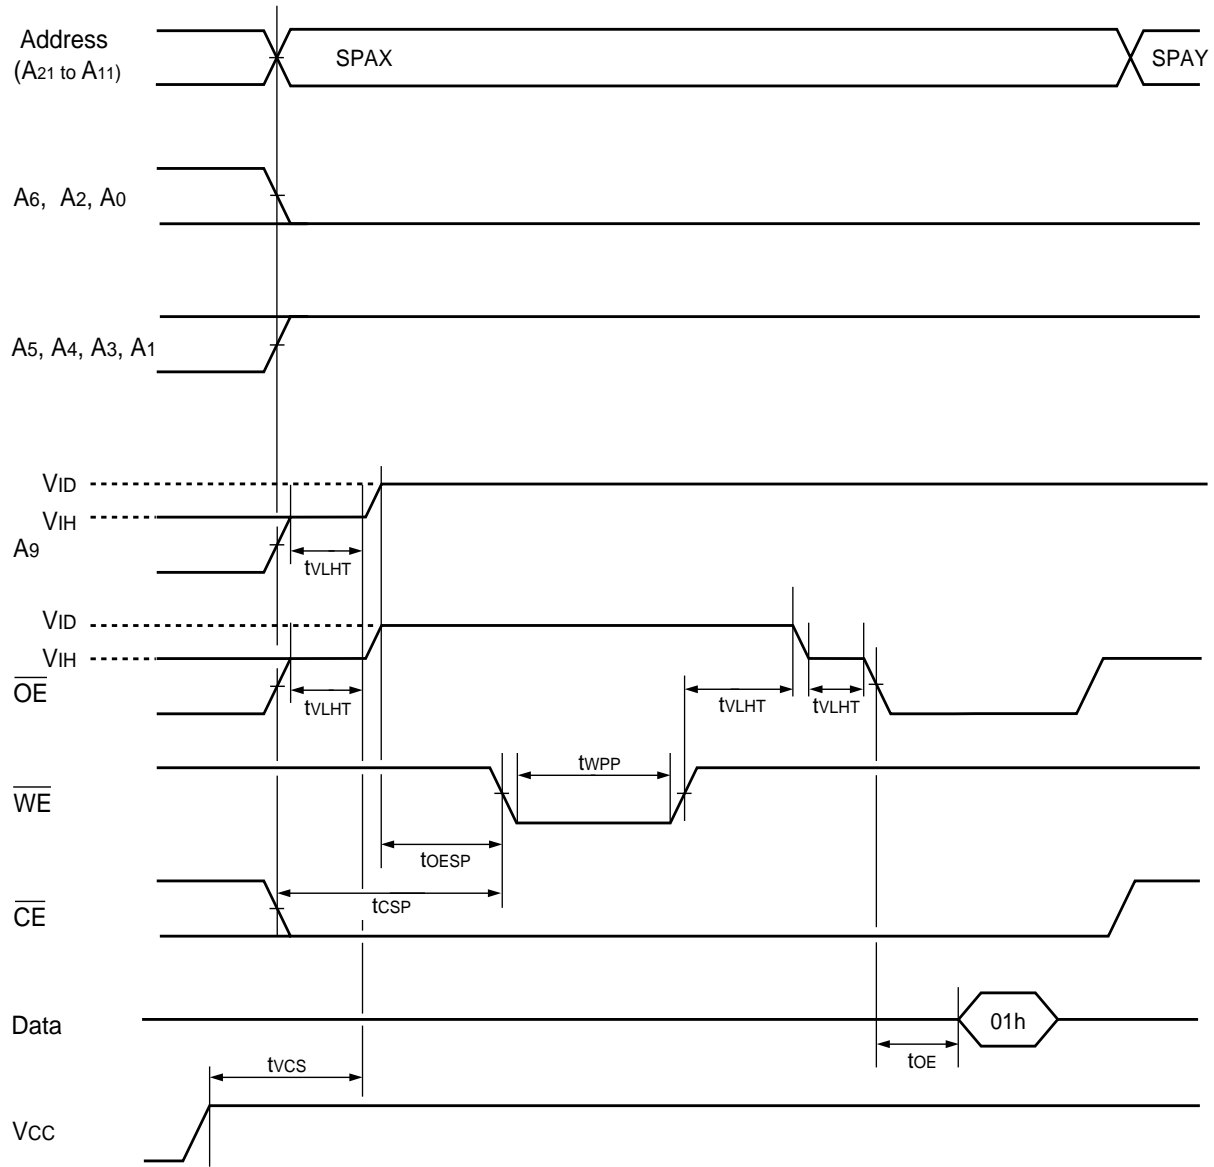 Address
(A21 to A11)
SPAX
SPAY
A6, A2, A0
A5, A4, A3, A1
VID
VIH
A9
tVLHT
VID
VIH
OE
tVLHT
tVLHT
tVLHT
WE
tWPP
tOESP
CE
tCSP
Data
01h
tOE
tVCS
VCC